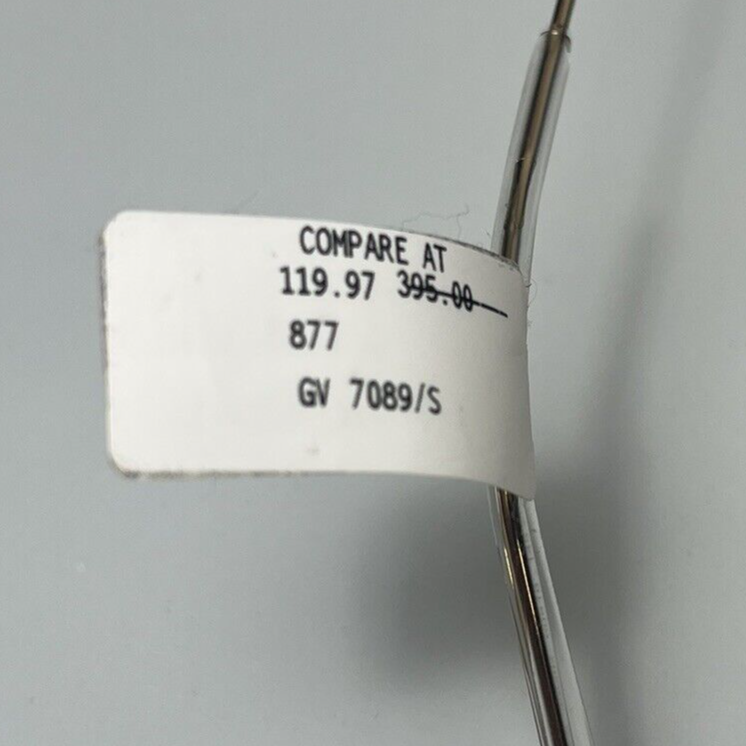 COMPARE AT
119.97 395.00
877
GV 7089/S